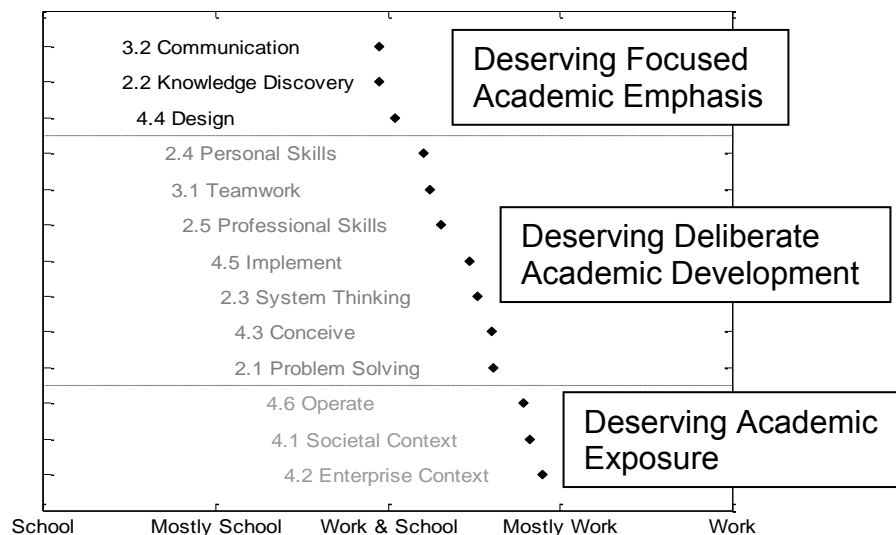 3.2 Communication
2.2 Knowledge Discovery
4.4 Design
Deserving Focused
Academic Emphasis
2.4 Personal Skills
3.1 Teamwork
2.5 Professional Skills
4.5 Implement
2.3 System Thinking
4.3 Conceive
2.1 Problem Solving
Deserving Deliberate
Academic Development
4.6 Operate
4.1 Societal Context
4.2 Enterprise Context
Deserving Academic
Exposure
School Mostly School Work & School Mostly Work Work